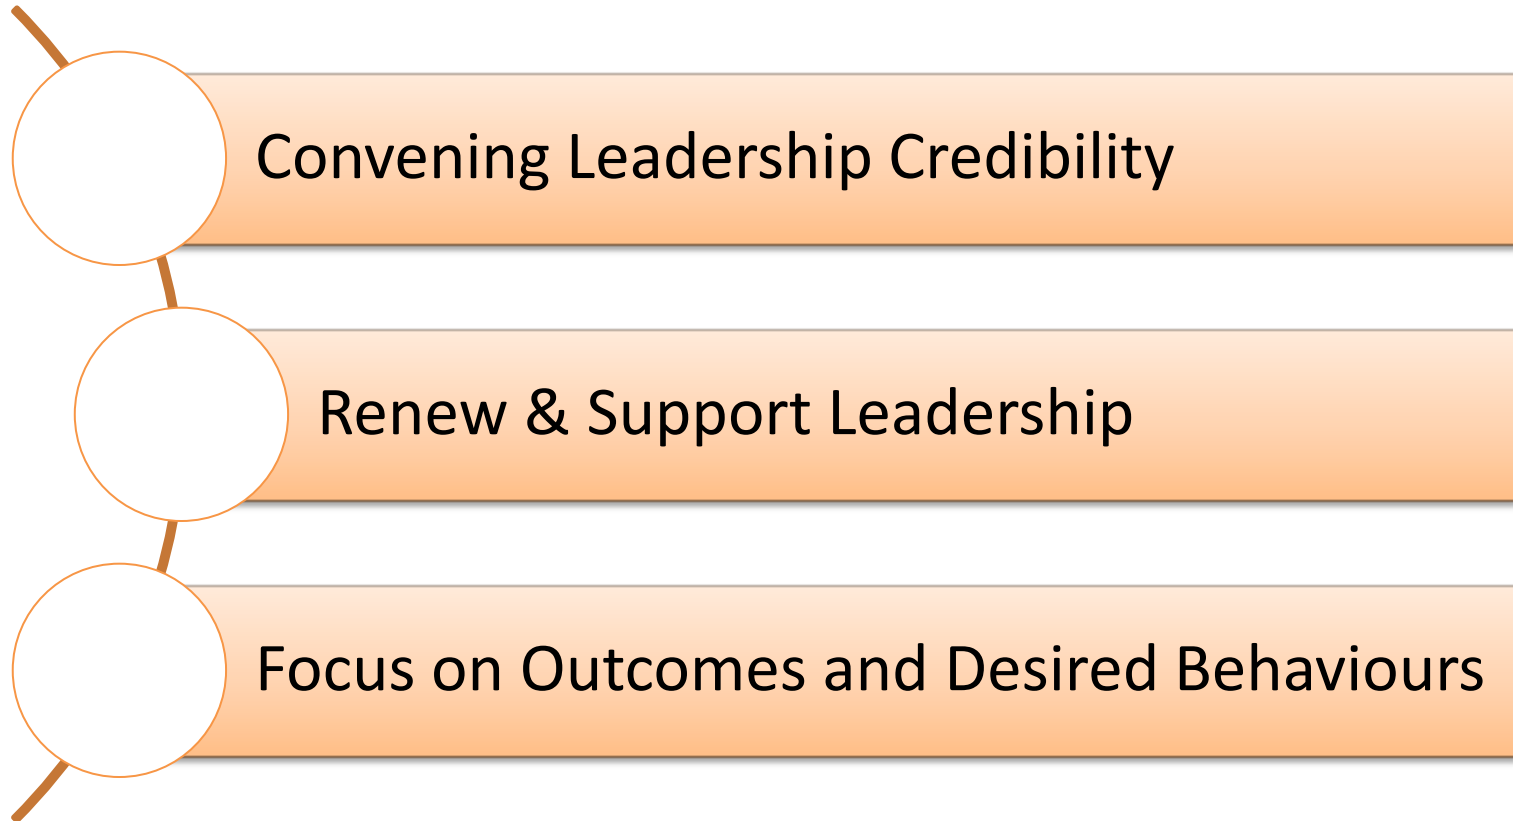 Convening Leadership Credibility
Renew & Support Leadership
Focus on Outcomes and Desired Behaviours